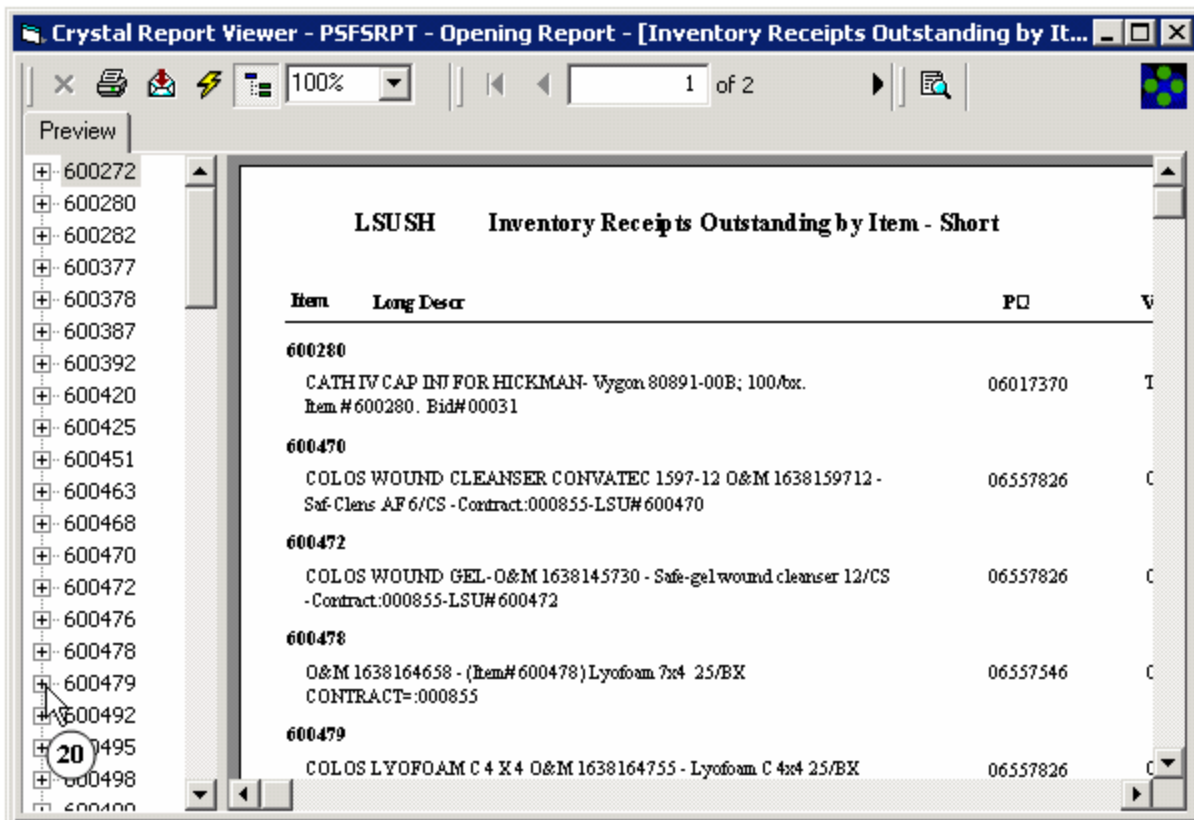 Crystal Report Viewer - PSFSRPT - Opening Report - [Inventory Receipts Outstanding by It...
100%
1 of 2
Preview
600272
600280
600282
600377
600378
600387
600392
600420
600425
600451
600463
600468
600470
600472
600476
600478
600479
600492
20
600498
LSUSH Inventory Receipts Outstanding by Item - Short
Item Long Descr
600280
CATH IV CAP INJ FOR HICKMAN- Vygon 80891-00B; 100/bx. 06017370
Item #600280. Bid#00031
600470
COLOS WOUND CLEANSER CONVATEC 1597-12 O&M 1638159712 - 06557826
Saf-Clens AF 6/CS -Contract:000855-LSU#600470
600472
COLOS WOUND GEL-O&M 1638145730 - Safe-gel wound cleanser 12/CS 06557826
-Contract:000855-LSU#600472
600478
O&M 1638164658 - (Item#600478) Lyofoam 7x4 25/BX 06557546
CONTRACT=:000855
600479
COLOS LYOFOAM C 4 X 4 O&M 1638164755 - Lyofoam C 4x4 25/BX 06557826